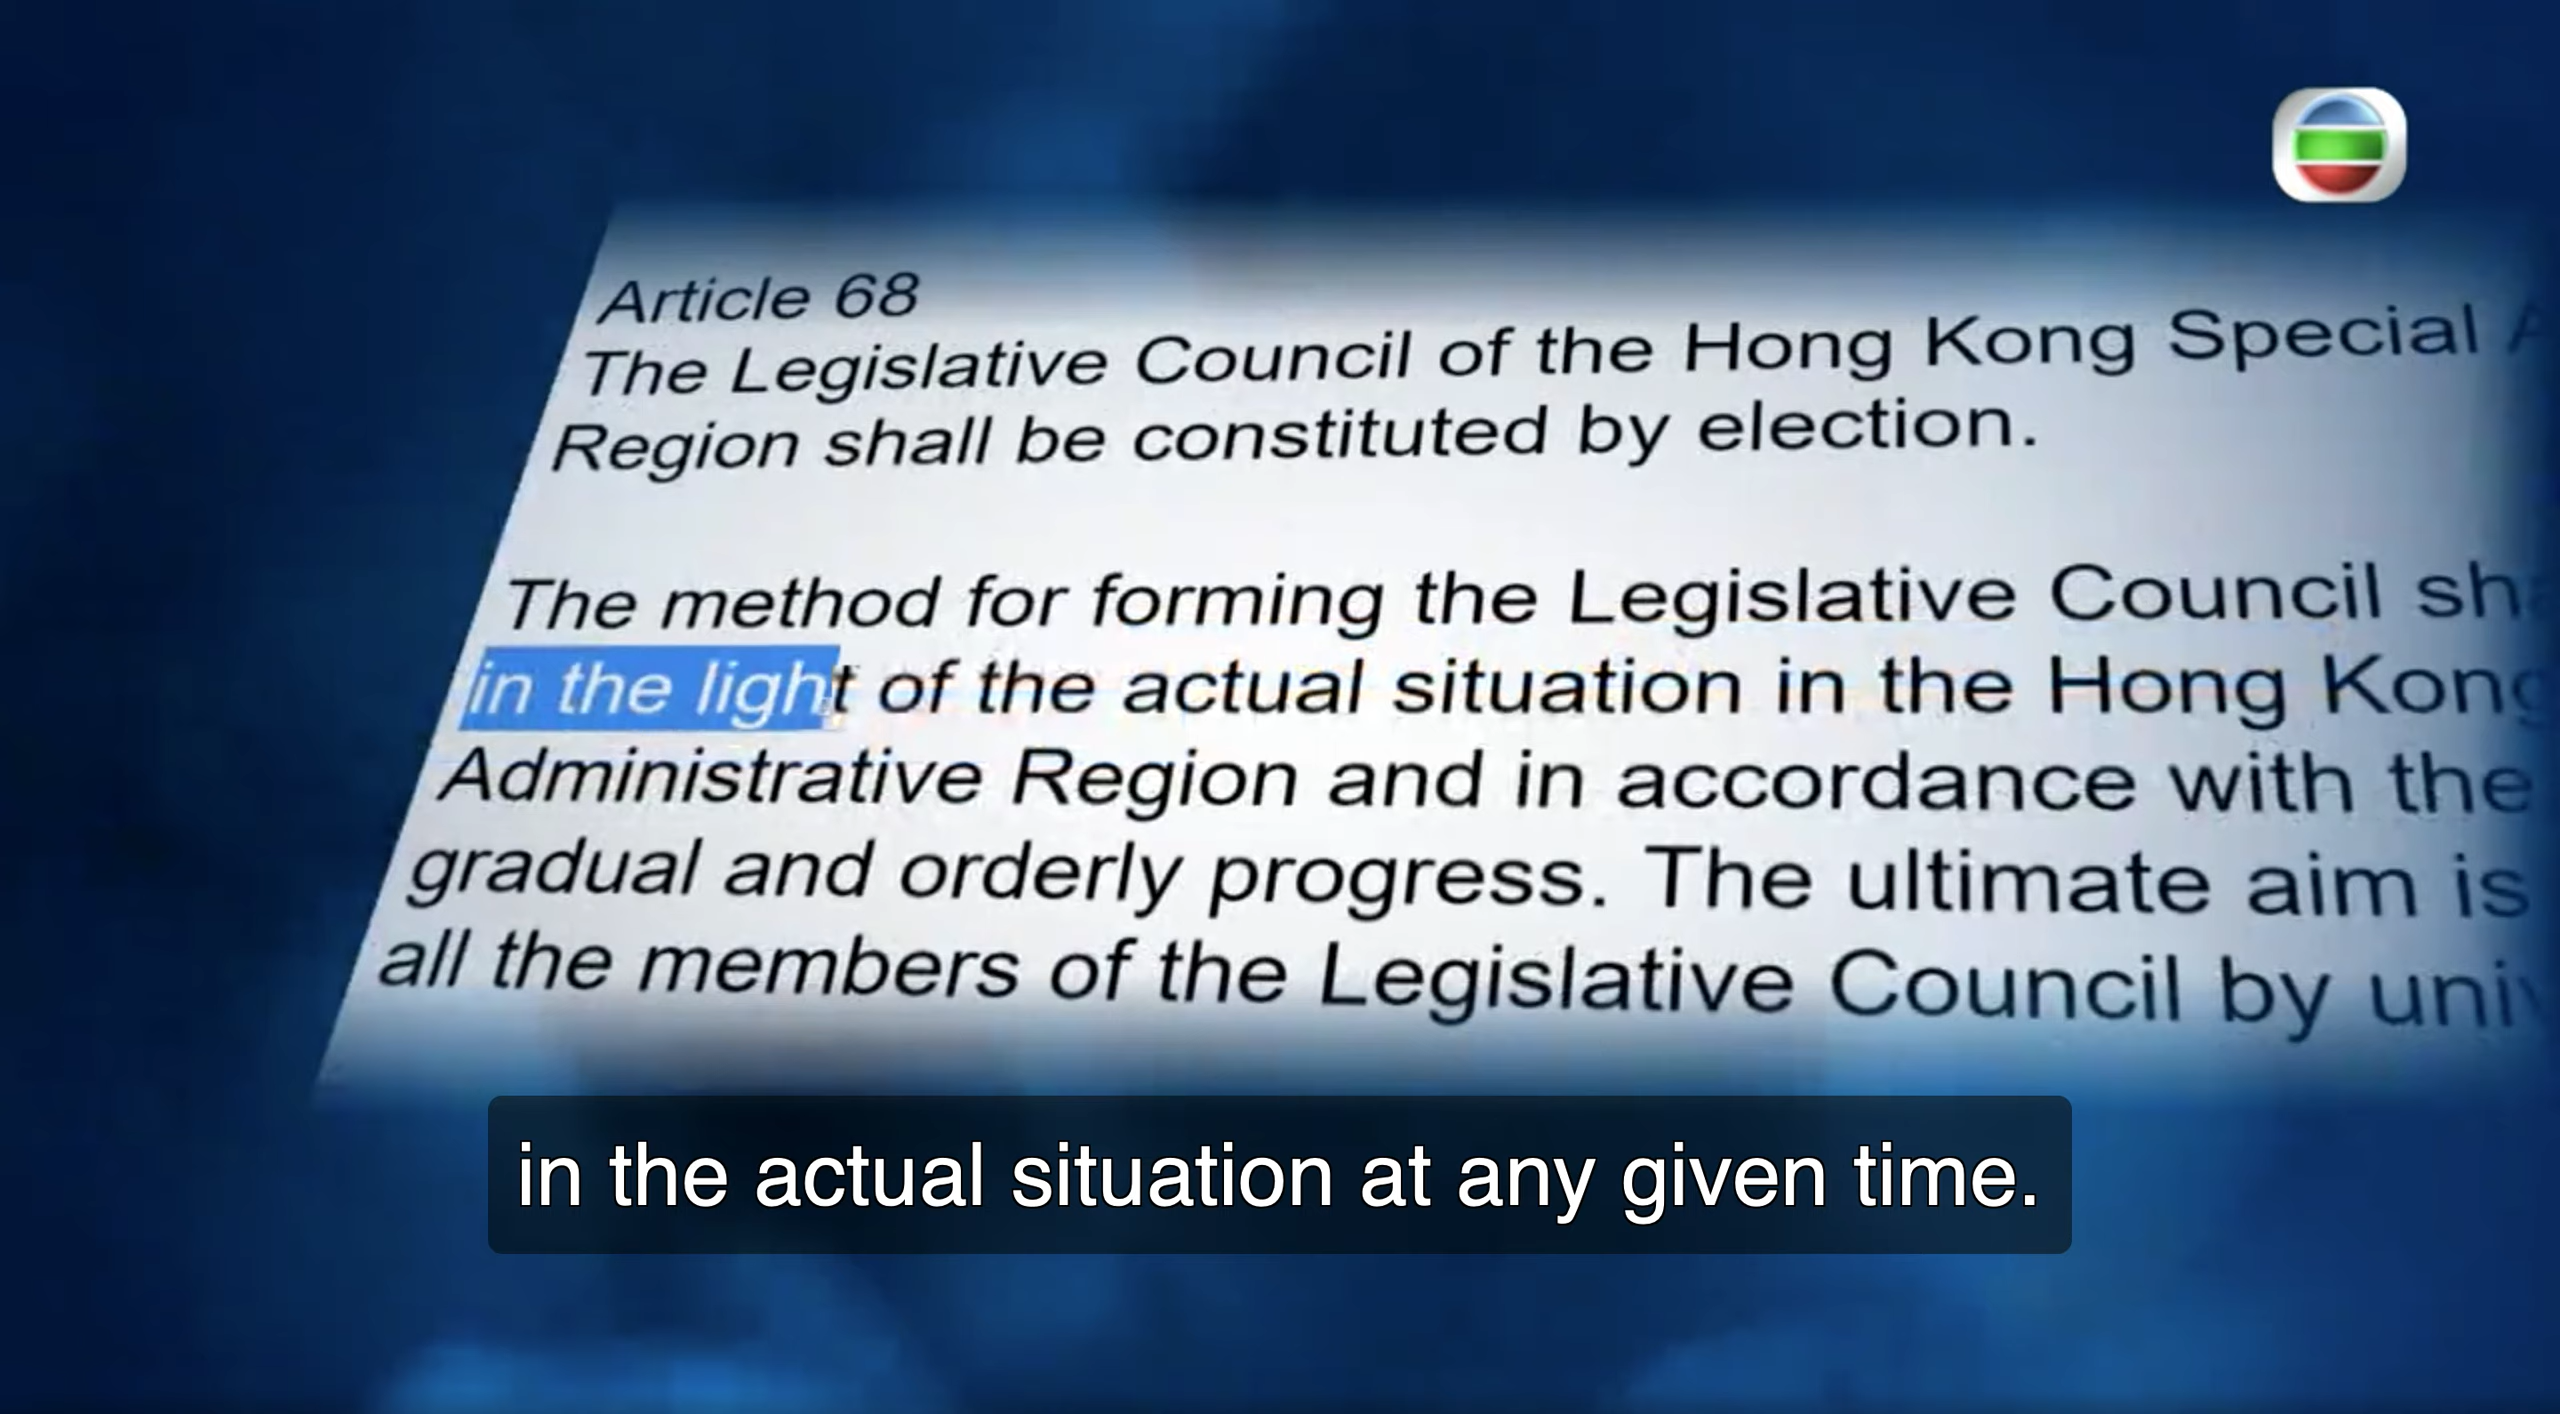 Article 68
The Legislative Council of the Hong Kong Special
Region shall be constituted by election.
The method for forming the Legislative Council
in the light of the actual situation in the Hong Kong
Administrative Region and in accordance with the
gradual and orderly progress. The ultimate aim is
all the members of the Legislative Council by
in the actual situation at any given time.